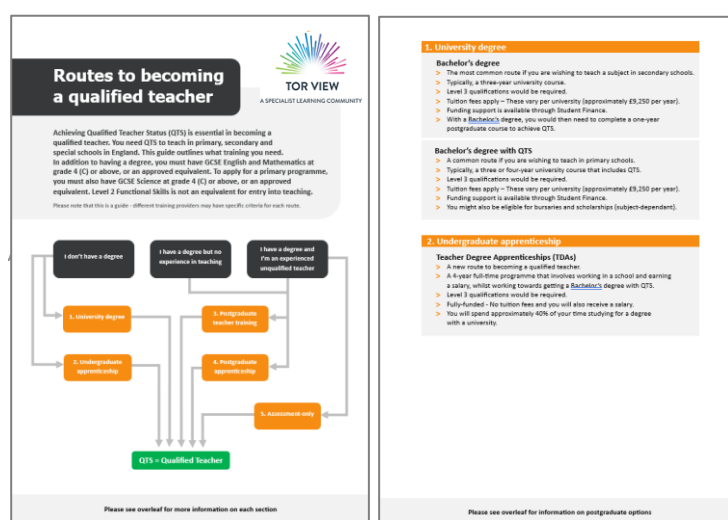 Routes to becoming
a qualified teacher
TOR VIEW
A SPECIALIST LEARNING COMMUNITY
Achieving Qualified Teacher Status (QTS) is essential in becoming a
qualified teacher. You need QTS to teach in primary, secondary and
special schools in England. This guide outlines what training you need.
In addition to having a degree, you must have GCSE English and Mathematics at
grade 4 (C) or above, or an approved equivalent. To apply for a primary programme,
you must also have GCSE Science at grade 4 (C) or above, or an approved
equivalent. Level 2 Functional Skills is not an equivalent for entry into teaching.
Please note that this is a guide - different training providers may have specific criteria for each route.
I don't have a degree
I have a degree but no
experience in teaching
I have a degree and
I'm an experienced
unqualified teacher
1. University degree
3. Postgraduate
teacher training
2. Undergraduate
apprenticeship
4. Postgraduate
apprenticeship
5. Assessment-only
QTS = Qualified Teacher
Please see overleaf for more information on each section
1. University degree
Bachelor's degree
> The most common route if you are wishing to teach a subject in secondary schools.
> Typically, a three-year university course.
> Level 3 qualifications would be required.
> Tuition fees apply – These vary per university (approximately £9,250 per year).
> Funding support is available through Student Finance.
> With a Bachelor's degree, you would then need to complete a one-year
postgraduate course to achieve QTS.
Bachelor's degree with QTS
> A common route if you are wishing to teach in primary schools.
> Typically, a three or four-year university course that includes QTS.
> Level 3 qualifications would be required.
> Tuition fees apply – These vary per university (approximately £9,250 per year).
> Funding support is available through Student Finance.
> You might also be eligible for bursaries and scholarships (subject-dependent).
2. Undergraduate apprenticeship
Teacher Degree Apprenticeships (TDAs)
> A new route to becoming a qualified teacher.
> A 4-year full-time programme that involves working in a school and earning
a salary, whilst working towards getting a Bachelor's degree with QTS.
> Level 3 qualifications would be required.
> Fully-funded - No tuition fees and you will also receive a salary.
> You will spend approximately 40% of your time studying for a degree
with a university.
Please see overleaf for information on postgraduate options